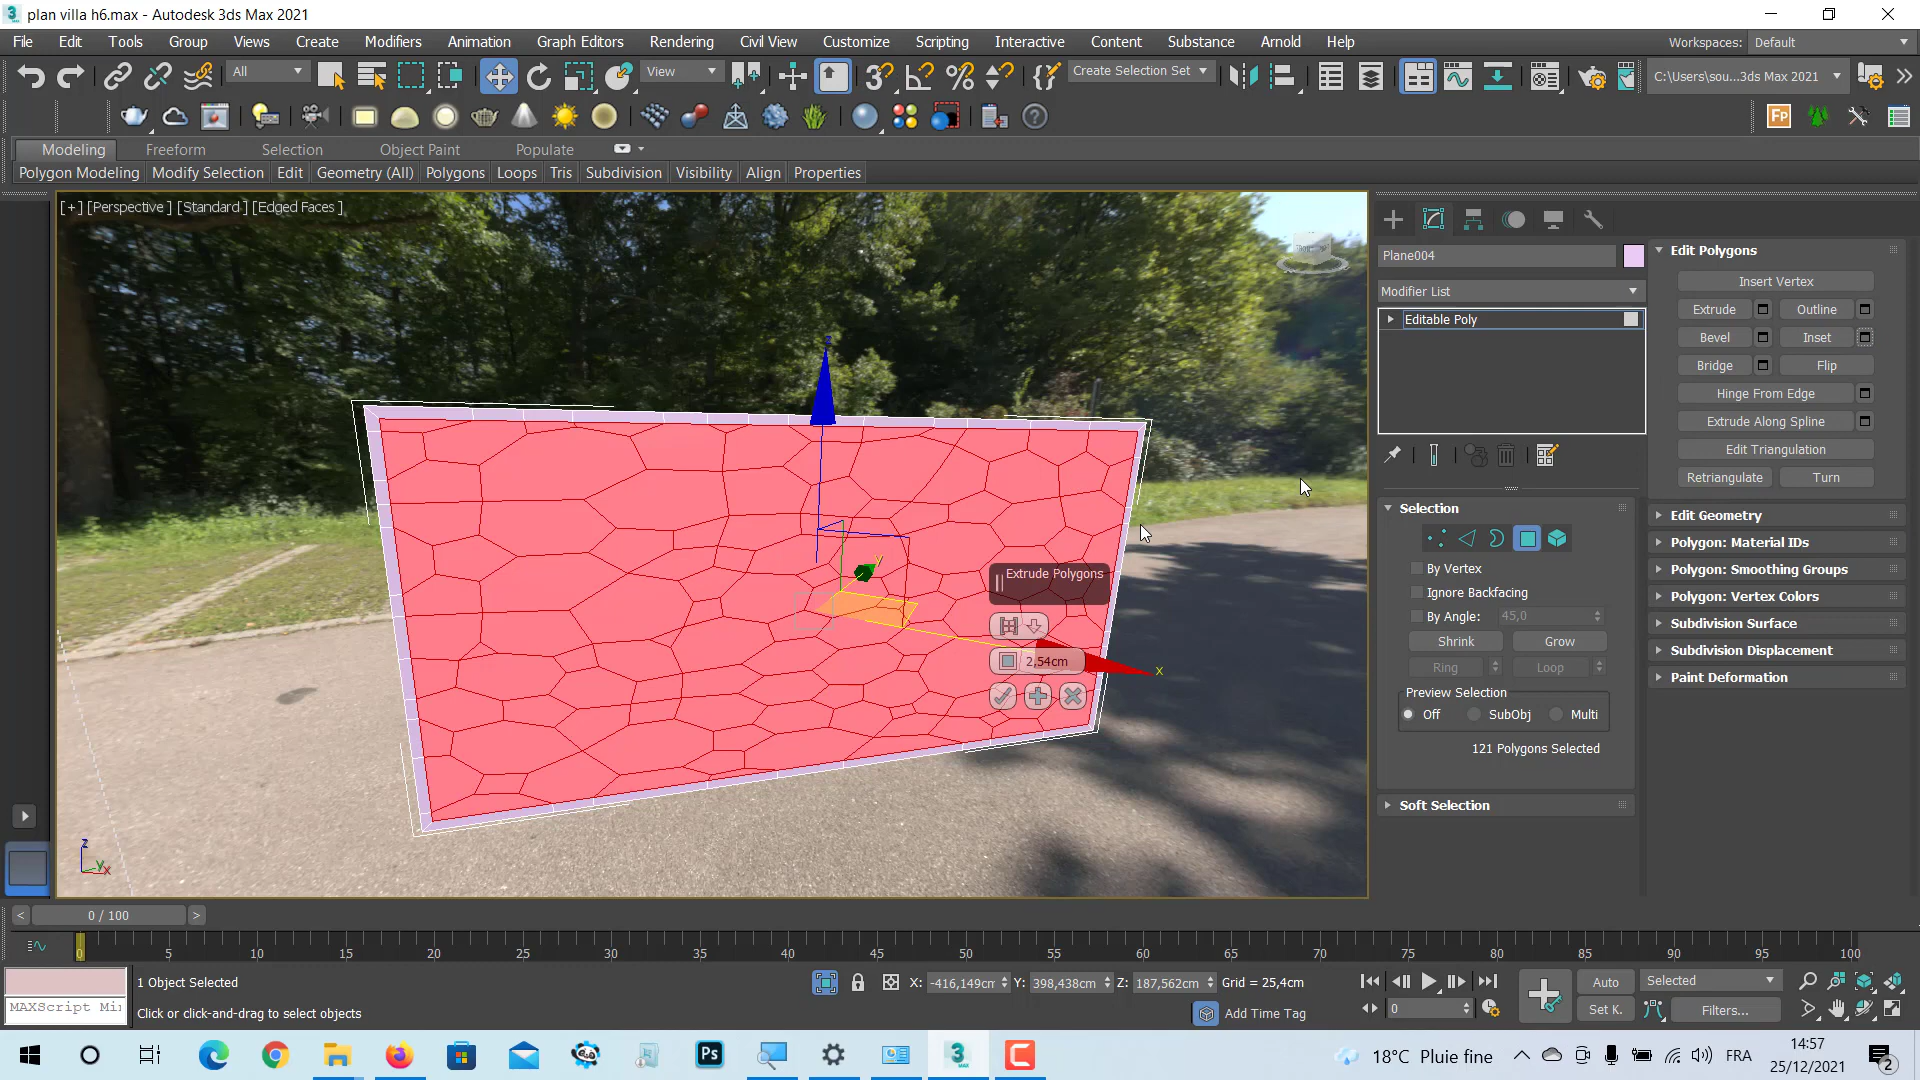 plan villa h6.max - Autodesk 3ds Max 2021
File Edit Tools Group Views Create Modifiers Animation Graph Editors Rendering Civil View Customize Scripting Interactive Content Substance Arnold Help Workspaces: Default
All View Create Selection Set C:\Users\sou...3ds Max 2021
Fp
Modeling Freeform Selection Object Paint Populate
Polygon Modeling Modify Selection Edit Geometry (All) Polygons Loops Tris Subdivision Visibility Align Properties
[+] [Perspective] [Standard] [Edged Faces]
z
y
x
Extrude Polygons
2,54cm
z
y
x
Plane004
Modifier List
Editable Poly
Selection
By Vertex
Ignore Backfacing
By Angle: 45,0
Shrink Grow
Ring Loop
Preview Selection
Off SubObj Multi
121 Polygons Selected
Soft Selection
Edit Polygons
Insert Vertex
Extrude Outline
Bevel Inset
Bridge Flip
Hinge From Edge
Extrude Along Spline
Edit Triangulation
Retriangulate Turn
Edit Geometry
Polygon: Material IDs
Polygon: Smoothing Groups
Polygon: Vertex Colors
Subdivision Surface
Subdivision Displacement
Paint Deformation
< 0 / 100 >
0 5 10 15 20 25 30 35 40 45 50 55 60 65 70 75 80 85 90 95 100
1 Object Selected X: -416,149cm Y: 398,438cm Z: 187,562cm Grid = 25,4cm Auto Selected
MAXScript Mi
Click or click-and-drag to select objects Add Time Tag 0 Set K. Filters...
Ps 3 MAX C 18°C Pluie fine FRA 14:57
25/12/2021 2